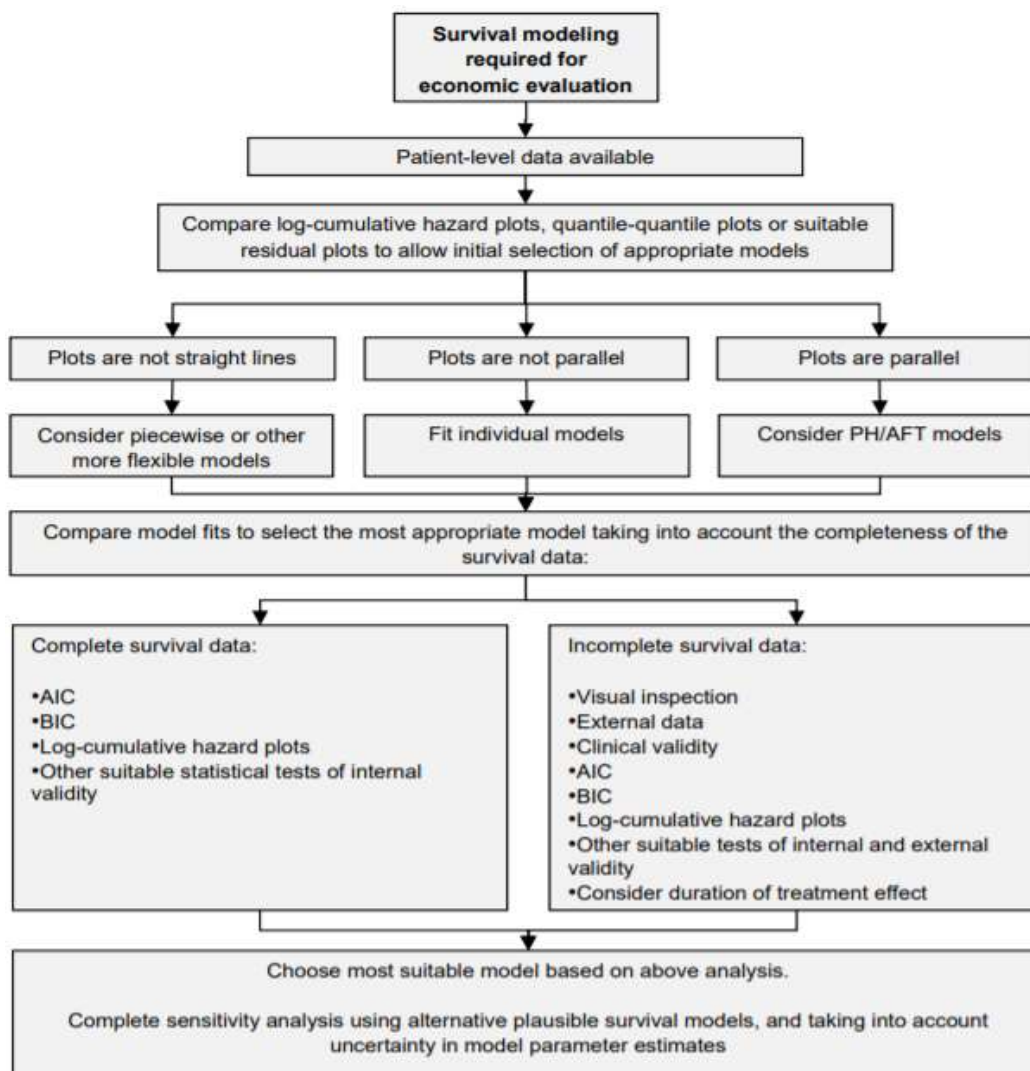 Survival modeling
required for
economic evaluation
Patient-level data available
Compare log-cumulative hazard plots, quantile-quantile plots or suitable
residual plots to allow initial selection of appropriate models
Plots are not straight lines
Plots are not parallel
Plots are parallel
Consider piecewise or other
more flexible models
Fit individual models
Consider PH/AFT models
Compare model fits to select the most appropriate model taking into account the completeness of the
survival data:
Complete survival data:
•AIC
•BIC
•Log-cumulative hazard plots
•Other suitable statistical tests of internal
validity
Incomplete survival data:
•Visual inspection
•External data
•Clinical validity
•AIC
•BIC
•Log-cumulative hazard plots
•Other suitable tests of internal and external
validity
•Consider duration of treatment effect
Choose most suitable model based on above analysis.
Complete sensitivity analysis using alternative plausible survival models, and taking into account
uncertainty in model parameter estimates